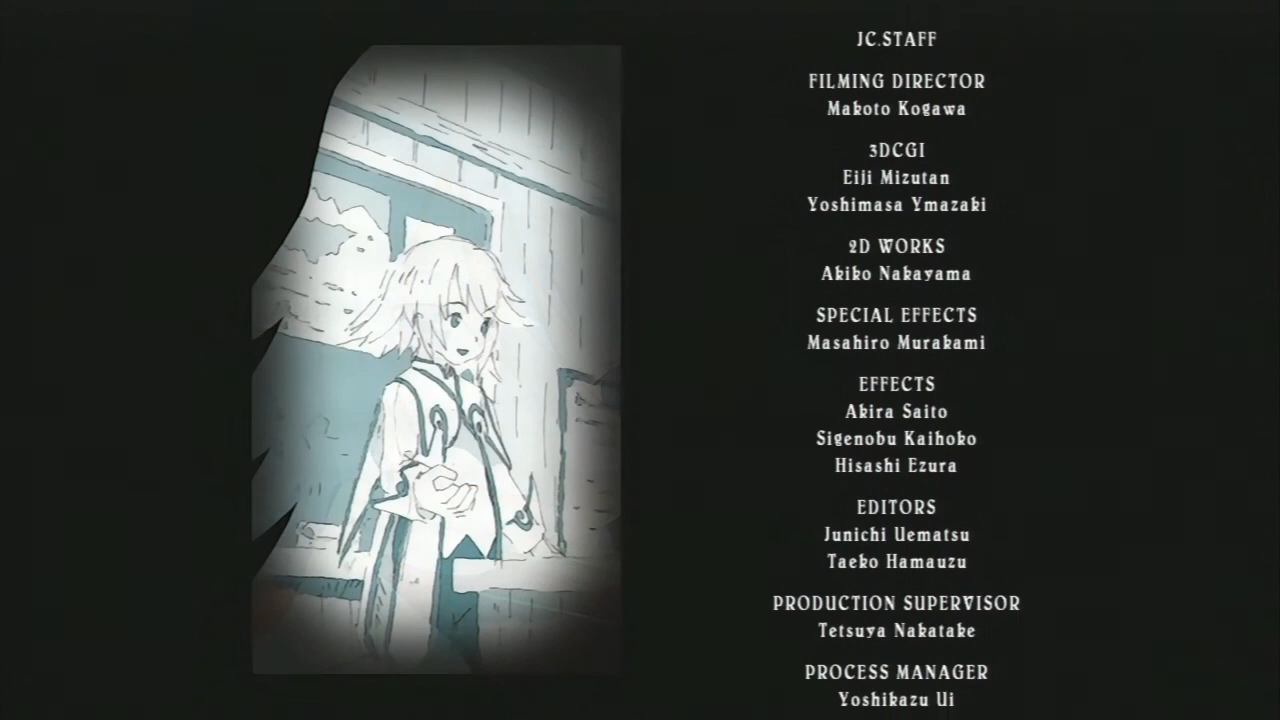 JC.STAFF
FILMING DIRECTOR
Makoto Kogawa
3DCGI
Eiji Mizutan
Yoshimasa Ymazaki
2D WORKS
Akiko Nakayama
SPECIAL EFFECTS
Masahiro Murakami
EFFECTS
Akira Saito
Sigenobu Kaihoko
Hisashi Ezura
EDITORS
Junichi Uematsu
Taeko Hamauzu
PRODUCTION SUPERVISOR
Tetsuya Nakatake
PROCESS MANAGER
Yoshikazu Ui